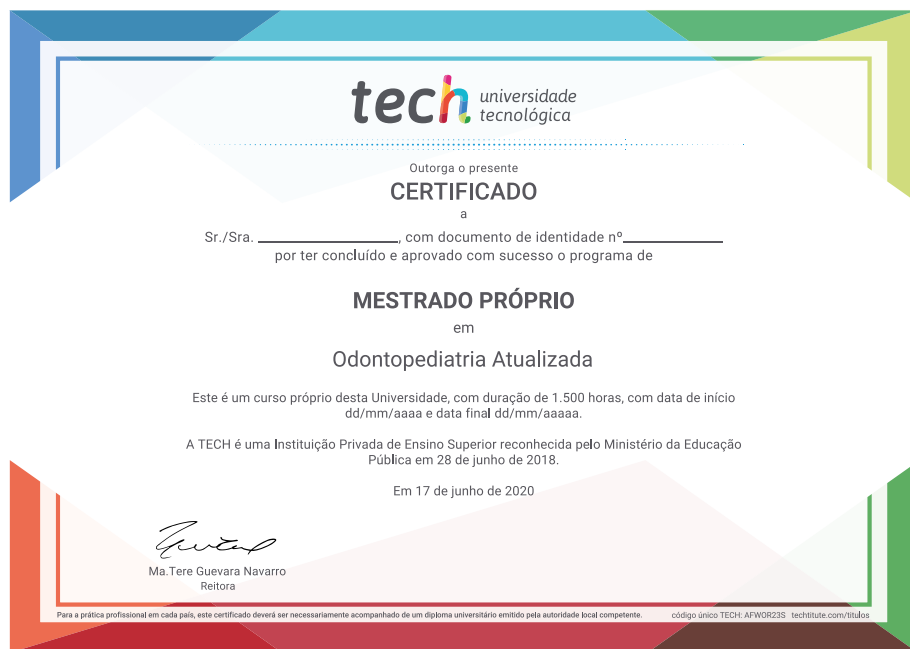 tech universidade
tecnológica
Outorga o presente
CERTIFICADO
a
Sr./Sra. ____________________, com documento de identidade nº______________
por ter concluído e aprovado com sucesso o programa de
MESTRADO PRÓPRIO
em
Odontopediatria Atualizada
Este é um curso próprio desta Universidade, com duração de 1.500 horas, com data de início
dd/mm/aaaa e data final dd/mm/aaaaa.
A TECH é uma Instituição Privada de Ensino Superior reconhecida pelo Ministério da Educação
Pública em 28 de junho de 2018.
Em 17 de junho de 2020
Ma.Tere Guevara Navarro
Reitora
Para a prática profissional em cada país, este certificado deverá ser necessariamente acompanhado de um diploma universitário emitido pela autoridade local competente. código único TECH: AFWOR23S techtitute.com/titulos